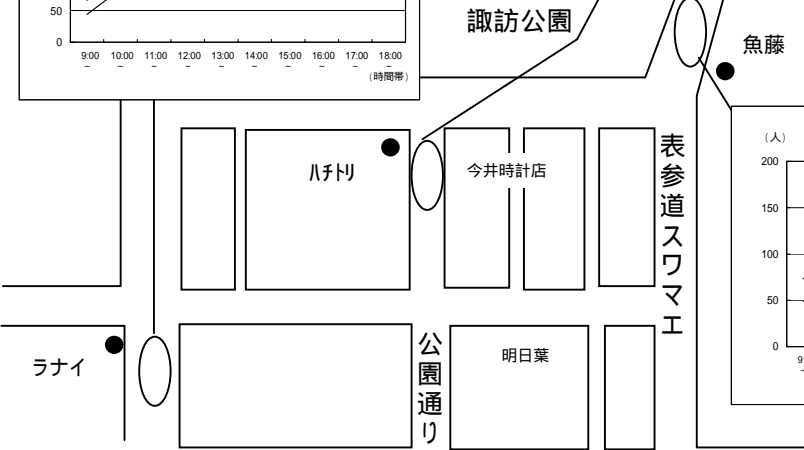 50
0
9:00 10:00 11:00 12:00 13:00 14:00 15:00 16:00 17:00 18:00
~ ~ ~ ~ ~ ~ ~ ~ ~ ~
(時間帯)
諏訪公園
魚藤
(人)
200
150
100
50
0
ハチトリ
今井時計店
表参道スワマエ
ラナイ
公園通り
明日葉